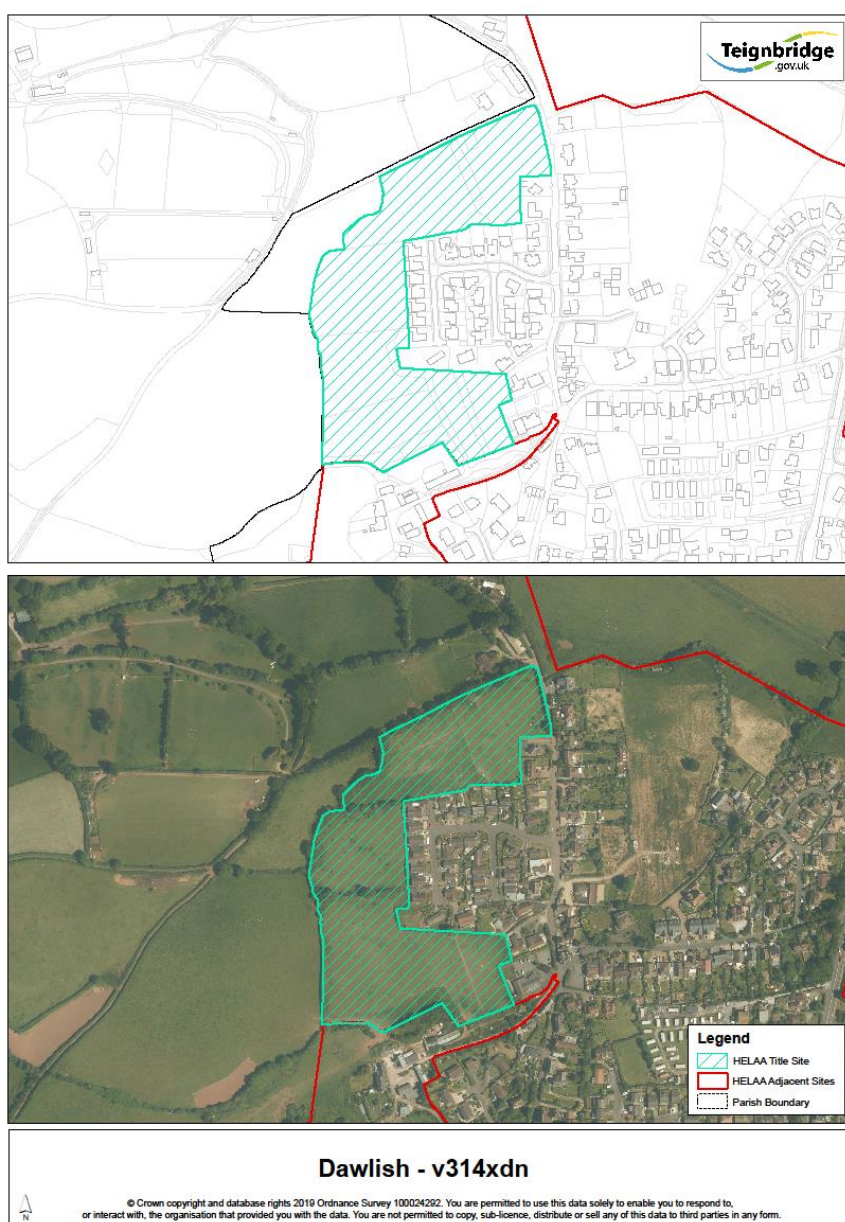 Teignbridge
.gov.uk
Legend
HELAA Title Site
HELAA Adjacent Sites
Parish Boundary
Dawlish - v314xdn
N
© Crown copyright and database rights 2019 Ordnance Survey 100024292. You are permitted to use this data solely to enable you to respond to,
or interact with, the organisation that provided you with the data. You are not permitted to copy, sub-licence, distribute or sell any of this data to third parties in any form.